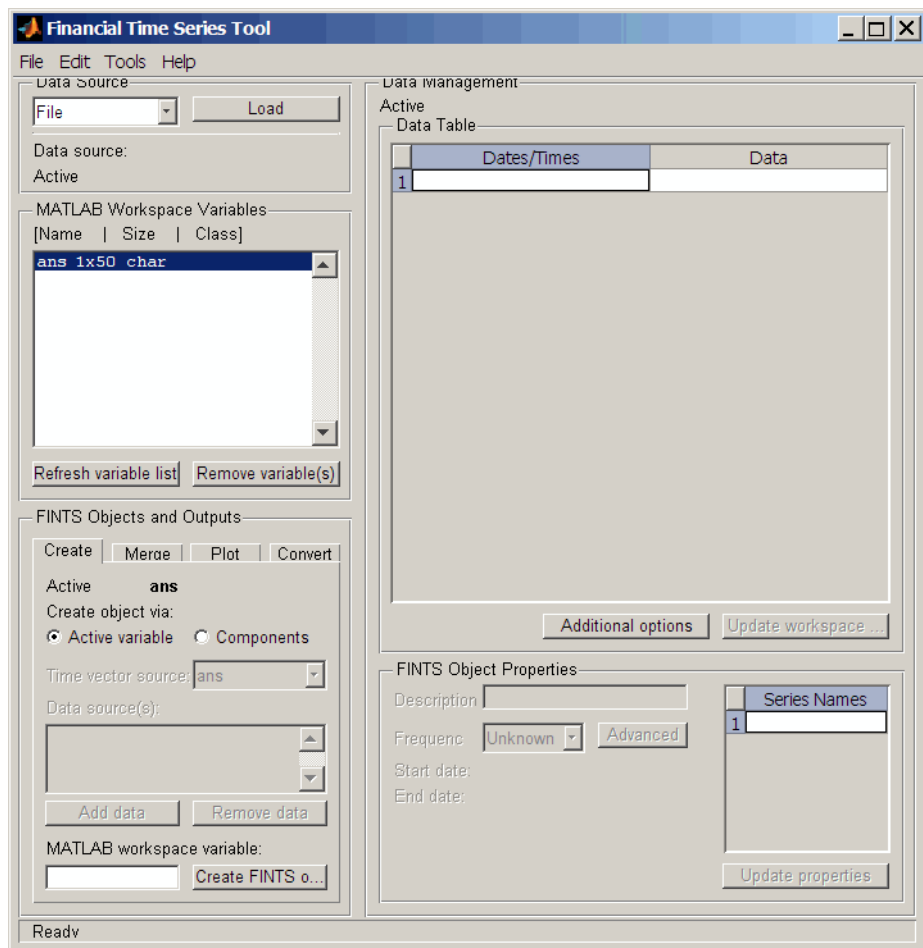 Financial Time Series Tool
File Edit Tools Help
Data Source
File
Load
Data source:
Active
MATLAB Workspace Variables
[Name | Size | Class]
ans 1x50 char
Refresh variable list
Remove variable(s)
FINTS Objects and Outputs
Create Merge Plot Convert
Active ans
Create object via:
Active variable Components
Time vector source: ans
Data source(s):
Add data
Remove data
MATLAB workspace variable:
Create FINTS o...
Data Management
Active
Data Table
Dates/Times Data
1
Additional options
Update workspace ...
FINTS Object Properties
Description
Frequenc Unknown Advanced
Start date:
End date:
Series Names
1
Update properties
Ready